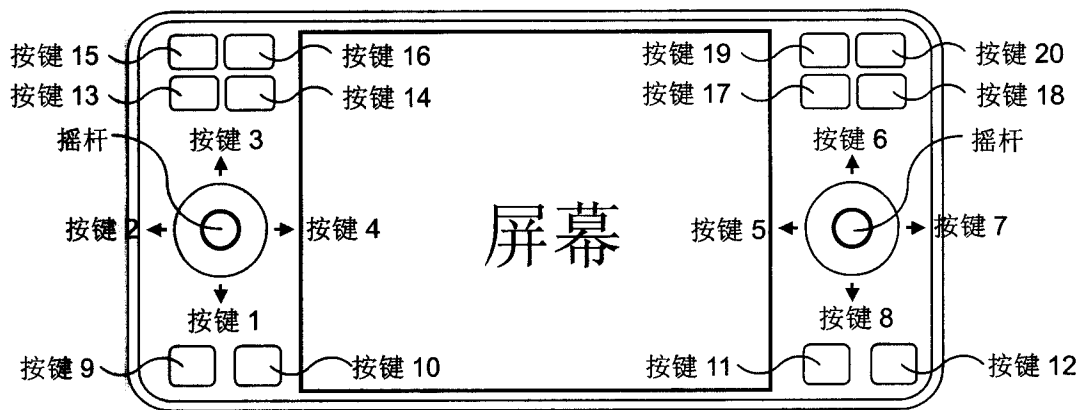 按键 15
按键 16
按键 19
按键 20
按键 13
按键 14
按键 17
按键 18
摇杆
按键 3
按键 6
摇杆
按键 2
按键 4
屏幕
按键 5
按键 7
按键 1
按键 8
按键 9
按键 10
按键 11
按键 12